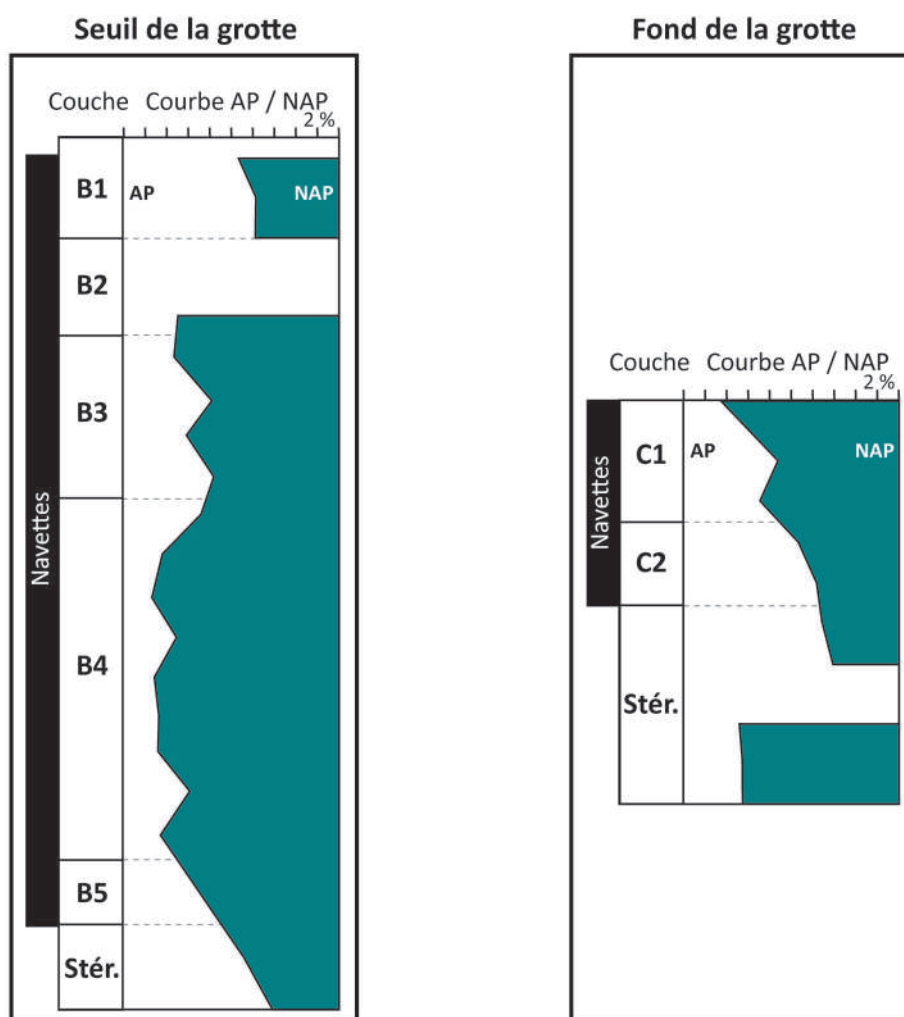 Seuil de la grotte
Couche Courbe AP / NAP
2 %
B1
AP
NAP
B2
B3
Navettes
B4
B5
Stér.
Fond de la grotte
Couche Courbe AP / NAP
2 %
C1
AP
NAP
Navettes
C2
Stér.